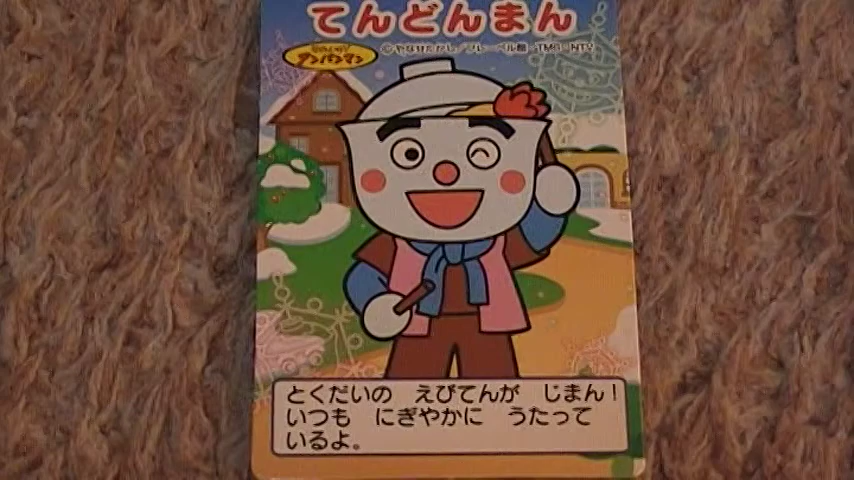 てんどんまん
アンパンマン
とくだいの えびてんが じまん!
いつも にぎやかに うたって
いるよ。